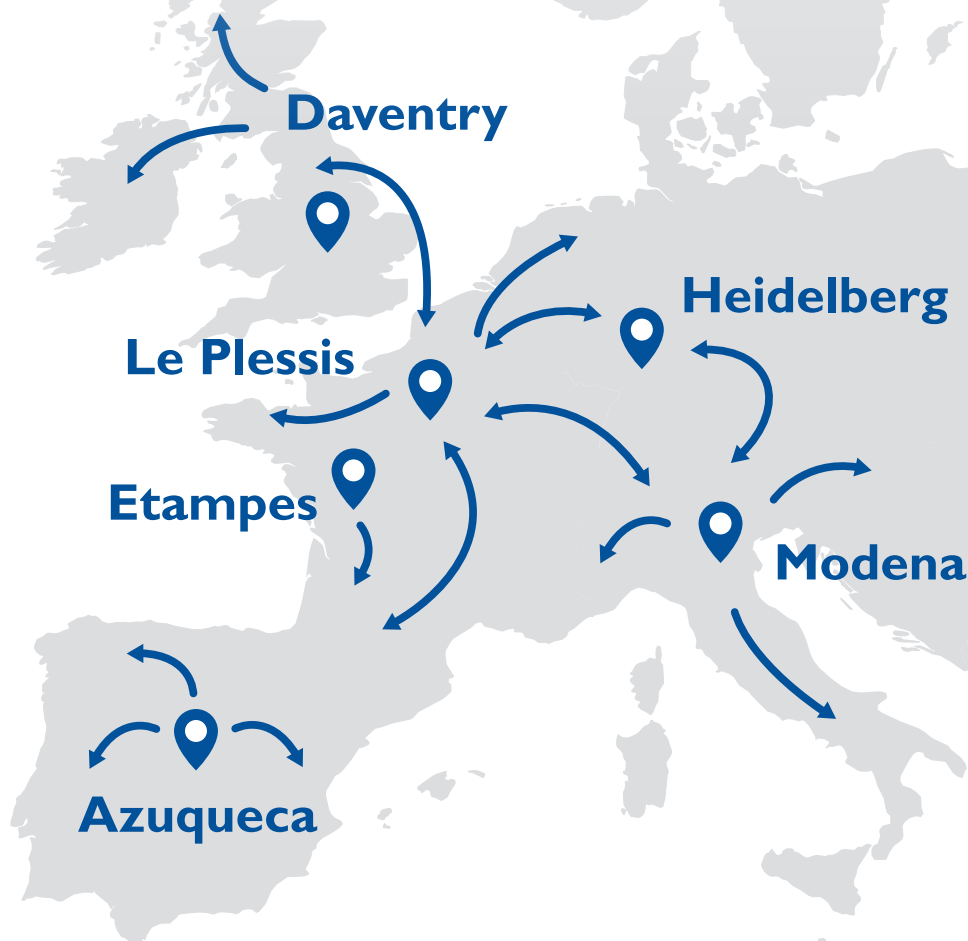 Daventry
Heidelberg
Le Plessis
Etampes
Modena
Azuqueca